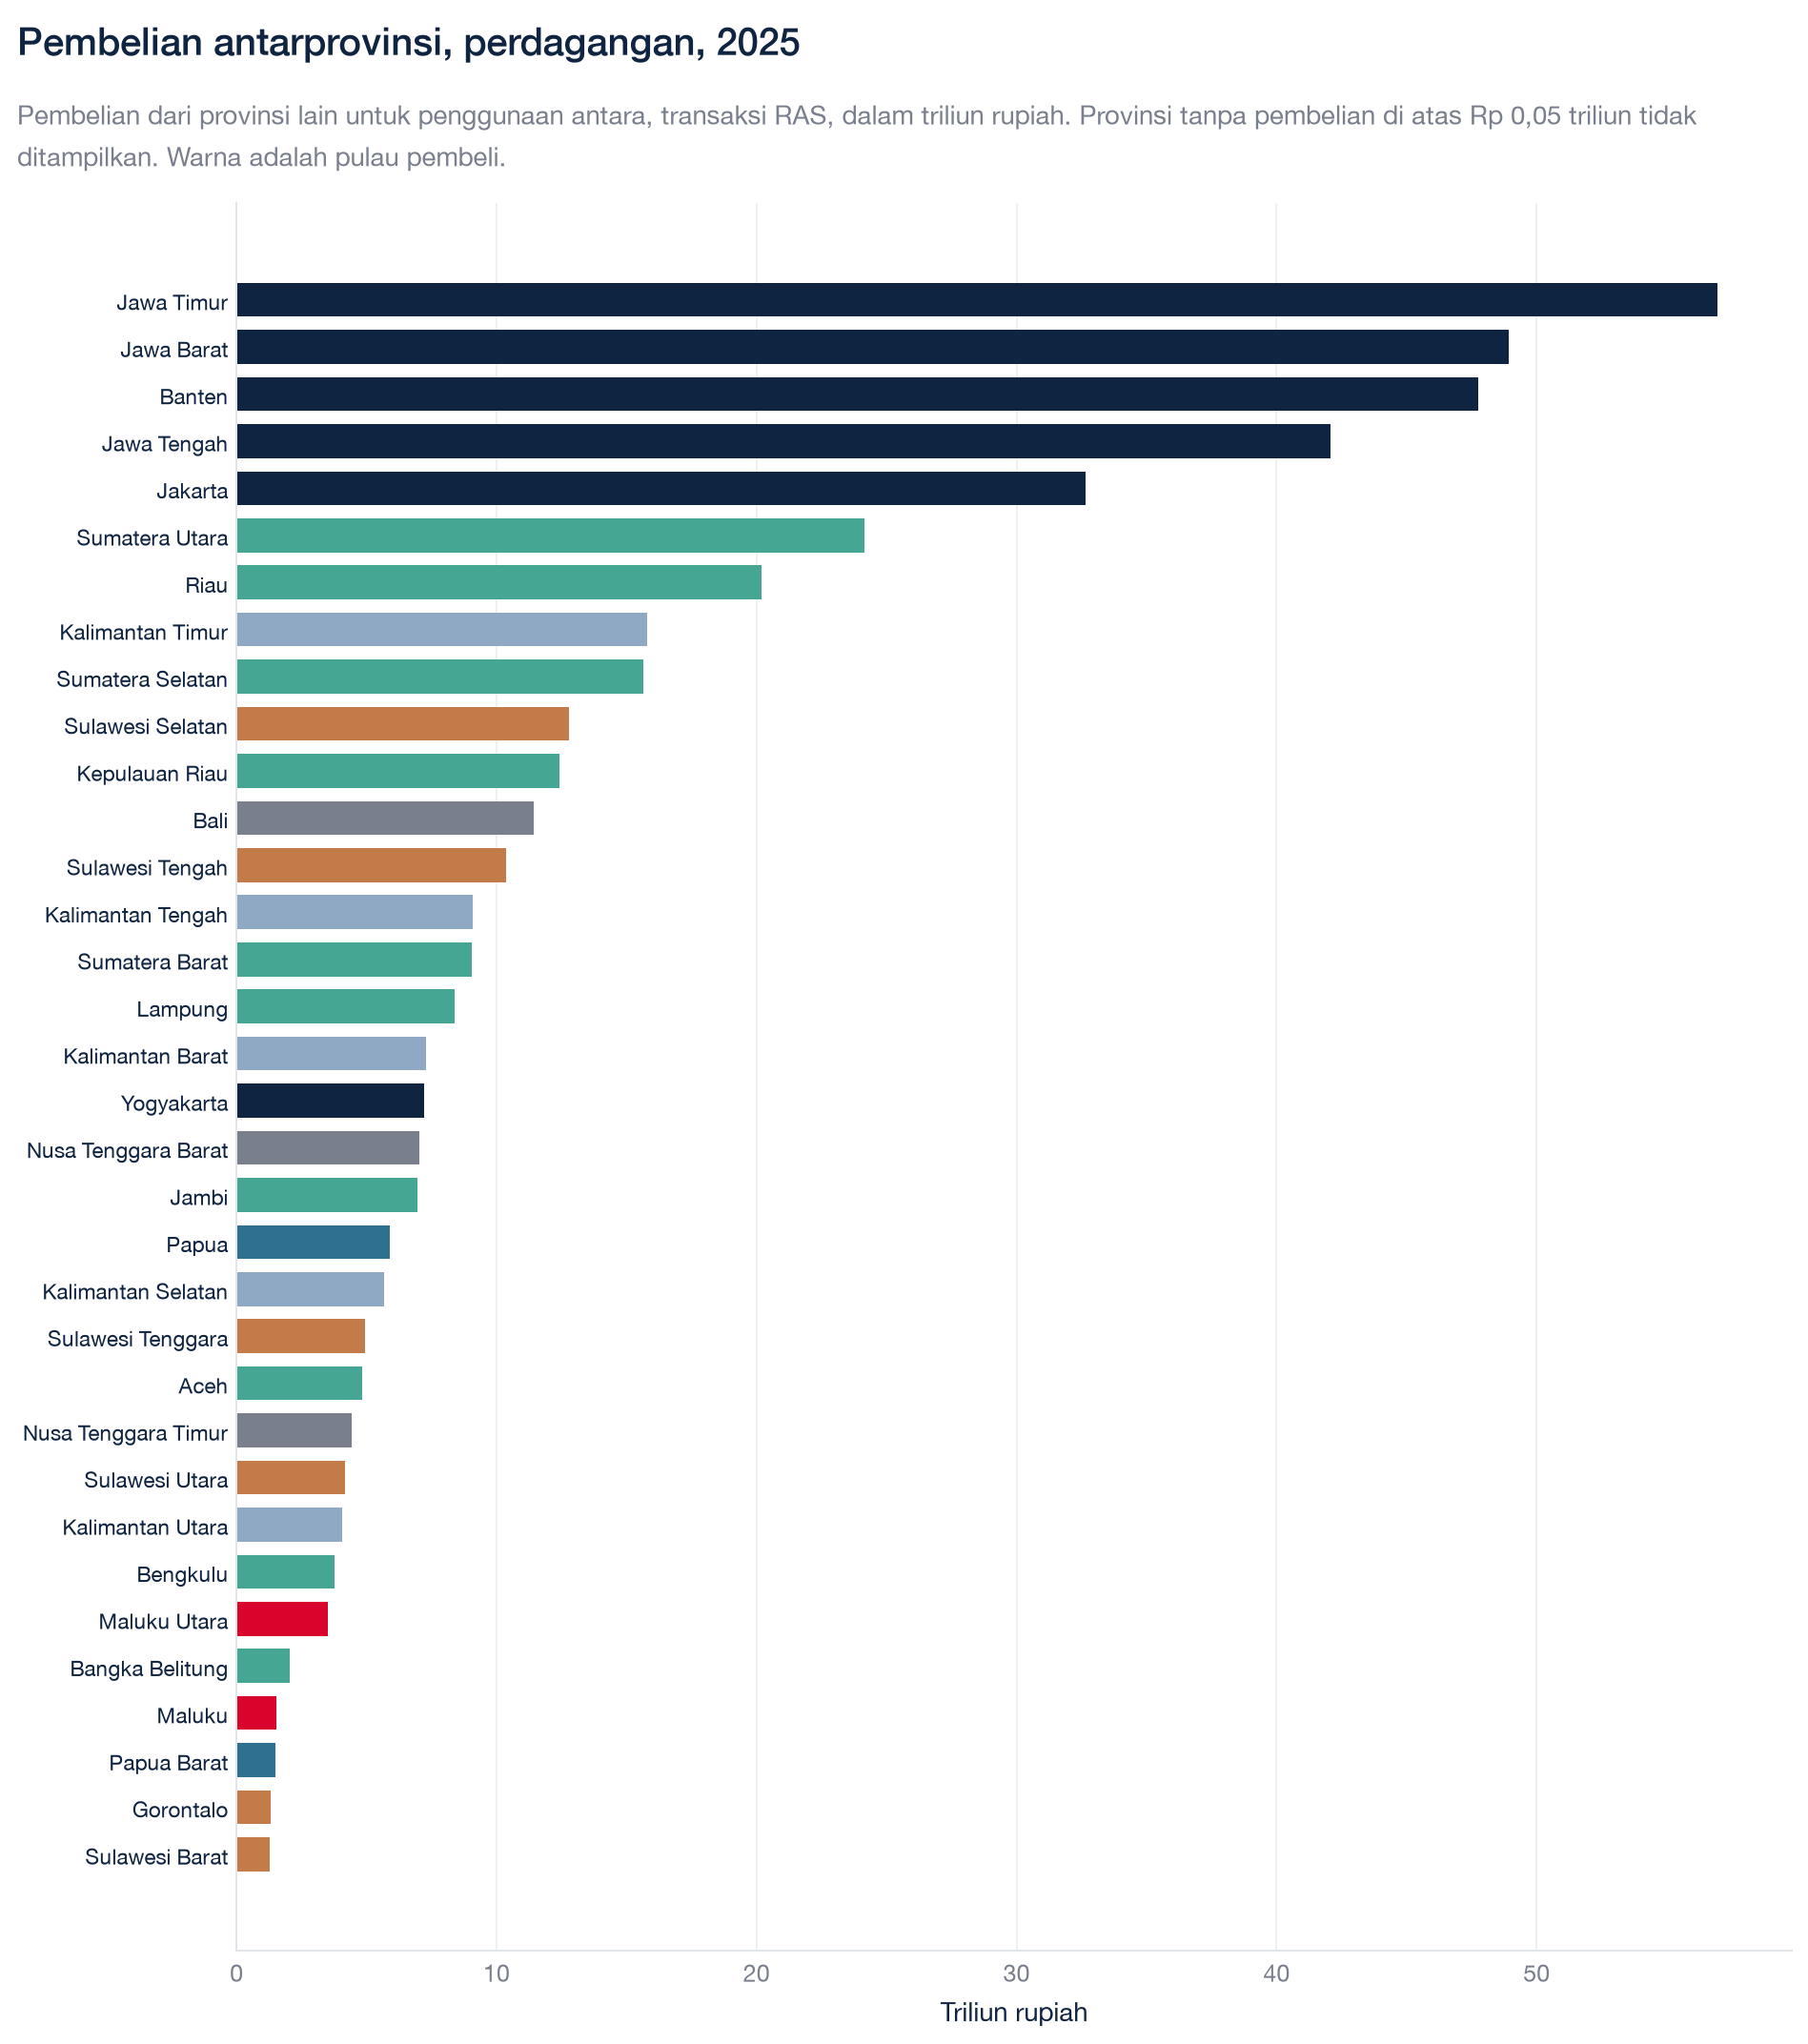 Pembelian antarprovinsi, perdagangan, 2025
Pembelian dari provinsi lain untuk penggunaan antara, transaksi RAS, dalam triliun rupiah. Provinsi tanpa pembelian di atas Rp 0,05 triliun tidak
ditampilkan. Warna adalah pulau pembeli.
Jawa Timur
Jawa Barat
Banten
Jawa Tengah
Jakarta
Sumatera Utara
Riau
Kalimantan Timur
Sumatera Selatan
Sulawesi Selatan
Kepulauan Riau
Bali
Sulawesi Tengah
Kalimantan Tengah
Sumatera Barat
Lampung
Kalimantan Barat
Yogyakarta
Nusa Tenggara Barat
Jambi
Papua
Kalimantan Selatan
Sulawesi Tenggara
Aceh
Nusa Tenggara Timur
Sulawesi Utara
Kalimantan Utara
Bengkulu
Maluku Utara
Bangka Belitung
Maluku
Papua Barat
Gorontalo
Sulawesi Barat
0 10 20 30 40 50
Triliun rupiah